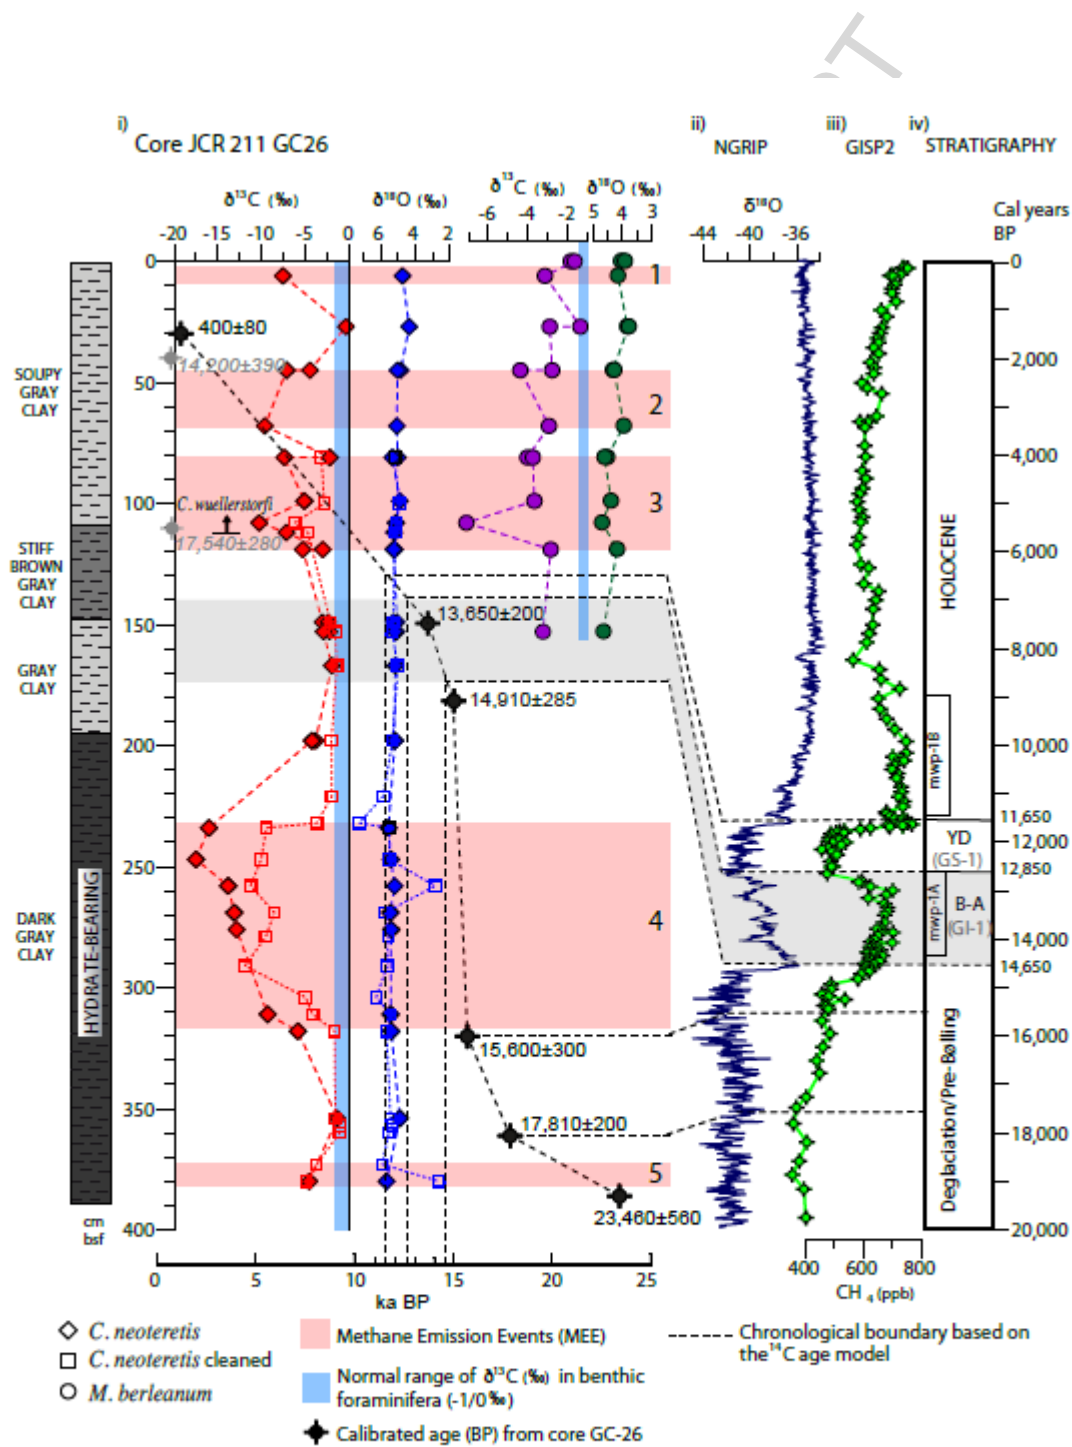 CT
i)
Core JCR 211 GC26
ii)
NGRIP
iii)
GISP2
iv)
STRATIGRAPHY
δ¹³C (‰)
δ¹⁸O (‰)
δ¹³C (‰)
δ¹⁸O (‰)
δ¹⁸O
Cal years
BP
-20 -15 -10 -5 0
6 4 2
-6 -4 -2
5 4 3
-44 -40 -36
0
50
100
150
200
250
300
350
400
cm
bsf
SOUPY
GRAY
CLAY
STIFF
BROWN
GRAY
CLAY
GRAY
CLAY
DARK
GRAY
CLAY
HYDRATE-BEARING
400±80
14,200±390
C. wuellerstorfi
17,540±280
13,650±200
14,910±285
15,600±300
17,810±200
23,460±560
1
2
3
4
5
0
2,000
4,000
6,000
8,000
10,000
11,650
12,000
12,850
14,000
14,650
16,000
18,000
20,000
HOLOCENE
mwp-1B
YD
(GS-1)
mwp-1A
B-A
(GI-1)
Deglaciation/Pre-Bølling
0 5 10 15 20 25
ka BP
400 600 800
CH ₄ (ppb)
C. neoteretis
C. neoteretis cleaned
M. berleanum
Methane Emission Events (MEE)
Normal range of δ¹³C (‰) in benthic
foraminifera (-1/0‰)
Calibrated age (BP) from core GC-26
Chronological boundary based on
the ¹⁴C age model